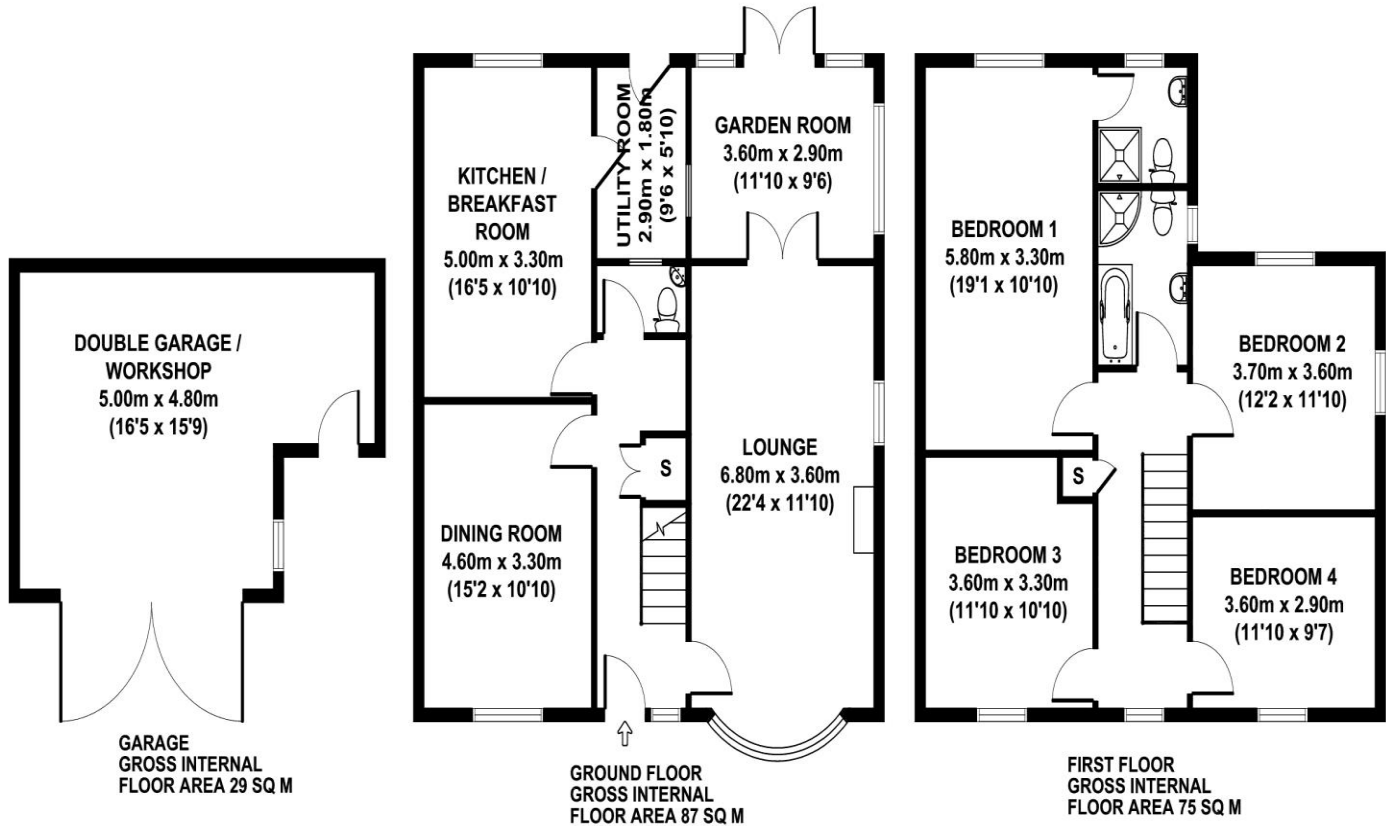 DOUBLE GARAGE /
WORKSHOP
5.00m x 4.80m
(16'5 x 15'9)
GARAGE
GROSS INTERNAL
FLOOR AREA 29 SQ M
KITCHEN /
BREAKFAST
ROOM
5.00m x 3.30m
(16'5 x 10'10)
UTILITY ROOM
2.90m x 1.80m
(9'6 x 5'10)
GARDEN ROOM
3.60m x 2.90m
(11'10 x 9'6)
S
DINING ROOM
4.60m x 3.30m
(15'2 x 10'10)
LOUNGE
6.80m x 3.60m
(22'4 x 11'10)
GROUND FLOOR
GROSS INTERNAL
FLOOR AREA 87 SQ M
BEDROOM 1
5.80m x 3.30m
(19'1 x 10'10)
BEDROOM 2
3.70m x 3.60m
(12'2 x 11'10)
S
BEDROOM 3
3.60m x 3.30m
(11'10 x 10'10)
BEDROOM 4
3.60m x 2.90m
(11'10 x 9'7)
FIRST FLOOR
GROSS INTERNAL
FLOOR AREA 75 SQ M